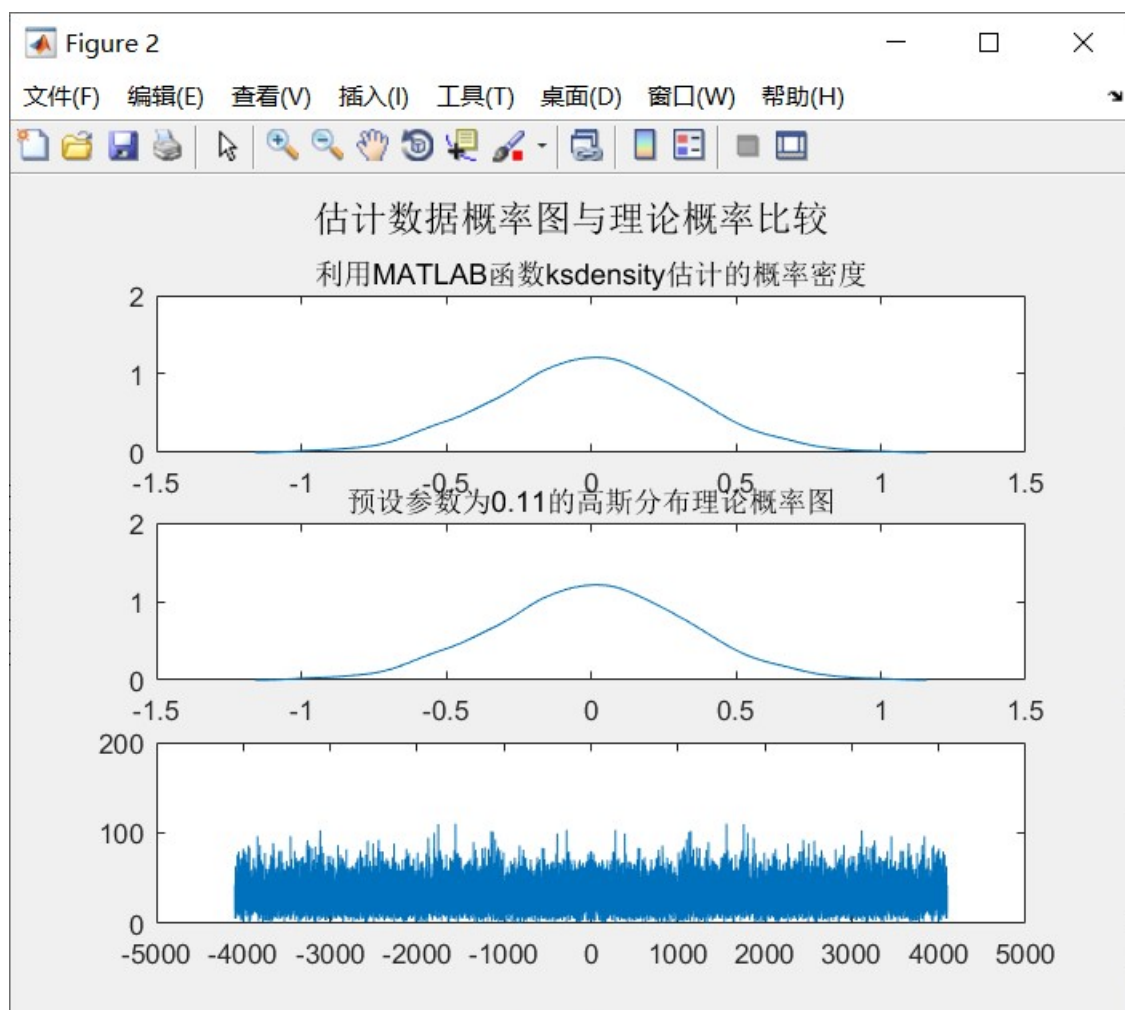 Figure 2
文件(F) 编辑(E) 查看(V) 插入(I) 工具(T) 桌面(D) 窗口(W) 帮助(H)
估计数据概率图与理论概率比较
利用MATLAB函数ksdensity估计的概率密度
2
1
0
-1.5 -1 -0.5 0 0.5 1 1.5
预设参数为0.11的高斯分布理论概率图
2
1
0
-1.5 -1 -0.5 0 0.5 1 1.5
200
100
0
-5000 -4000 -3000 -2000 -1000 0 1000 2000 3000 4000 5000